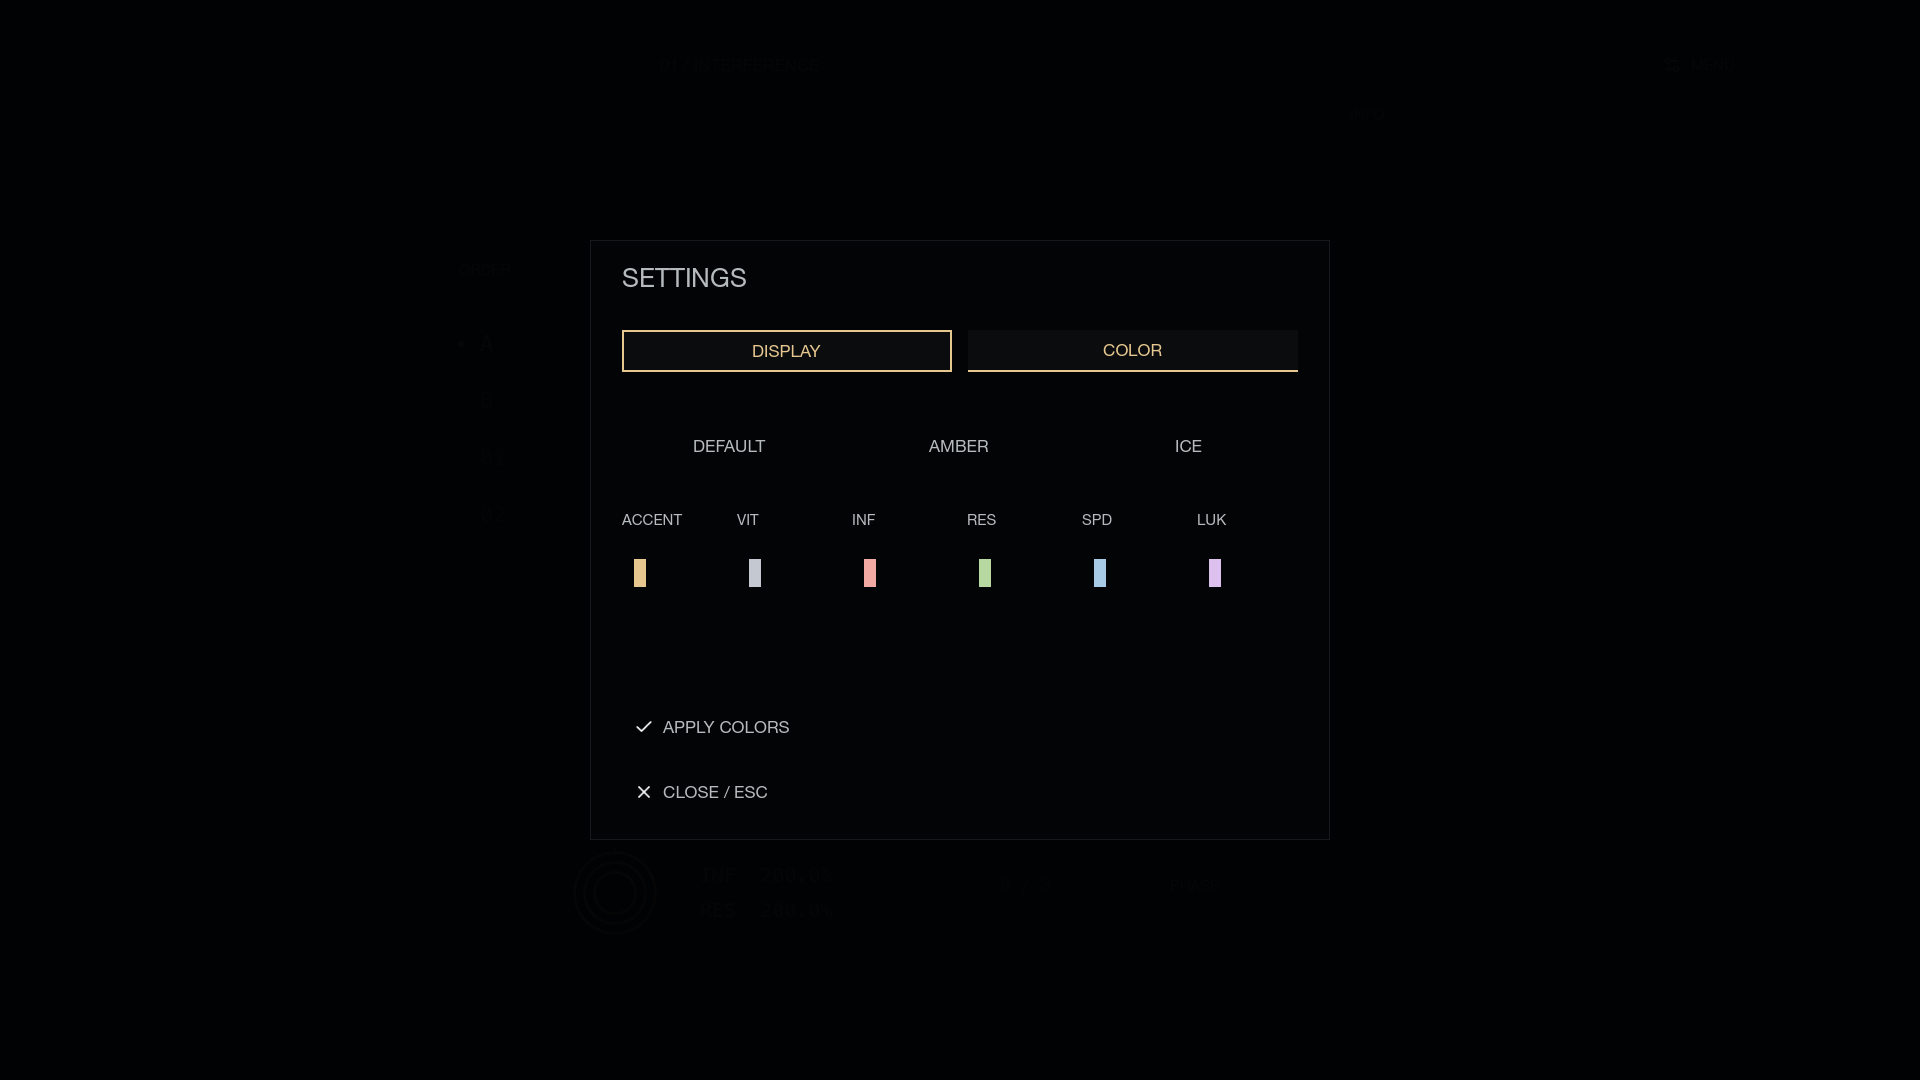 SETTINGS
DISPLAY COLOR
DEFAULT AMBER ICE
ACCENT VIT INF RES SPD LUK
APPLY COLORS
CLOSE / ESC